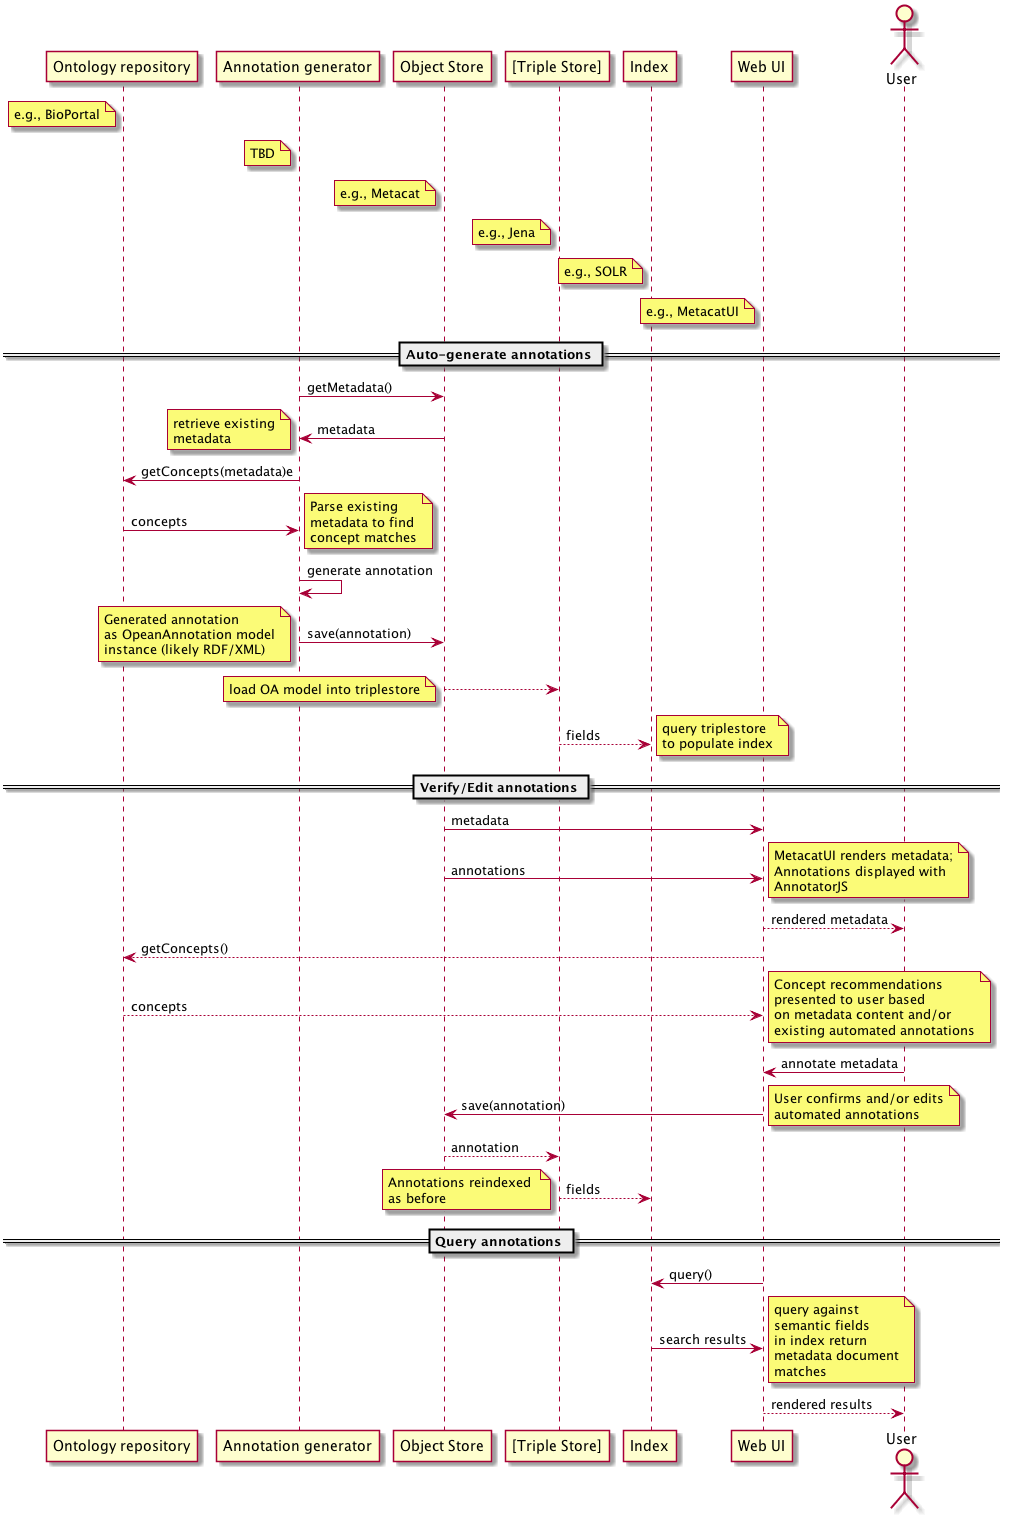 User
Ontology repository
Annotation generator
Object Store
[Triple Store]
Index
Web UI
e.g., BioPortal
TBD
e.g., Metacat
e.g., Jena
e.g., SOLR
e.g., MetacatUI
Auto-generate annotations
getMetadata()
retrieve existing
metadata
metadata
getConcepts(metadata)e
concepts
Parse existing
metadata to find
concept matches
generate annotation
Generated annotation
as OpeanAnnotation model
instance (likely RDF/XML)
save(annotation)
load OA model into triplestore
fields
query triplestore
to populate index
Verify/Edit annotations
metadata
annotations
MetacatUI renders metadata;
Annotations displayed with
AnnotatorJS
rendered metadata
getConcepts()
concepts
Concept recommendations
presented to user based
on metadata content and/or
existing automated annotations
annotate metadata
save(annotation)
User confirms and/or edits
automated annotations
annotation
Annotations reindexed
as before
fields
Query annotations
query()
search results
query against
semantic fields
in index return
metadata document
matches
rendered results
Ontology repository
Annotation generator
Object Store
[Triple Store]
Index
Web UI
User